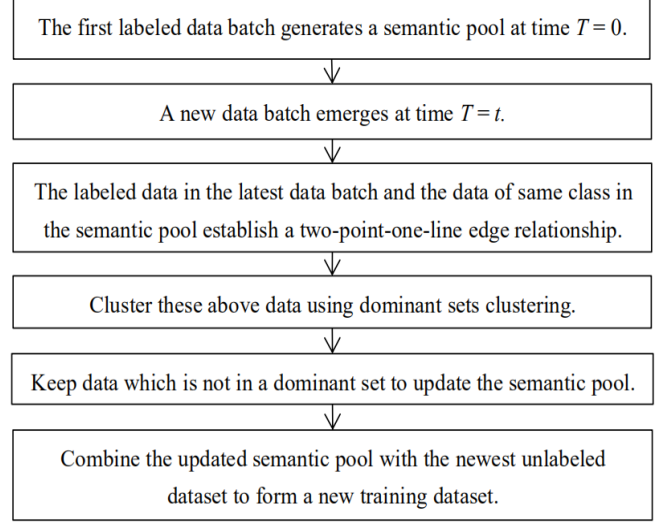 The first labeled data batch generates a semantic pool at time T = 0.
A new data batch emerges at time T = t.
The labeled data in the latest data batch and the data of same class in
the semantic pool establish a two-point-one-line edge relationship.
Cluster these above data using dominant sets clustering.
Keep data which is not in a dominant set to update the semantic pool.
Combine the updated semantic pool with the newest unlabeled
dataset to form a new training dataset.